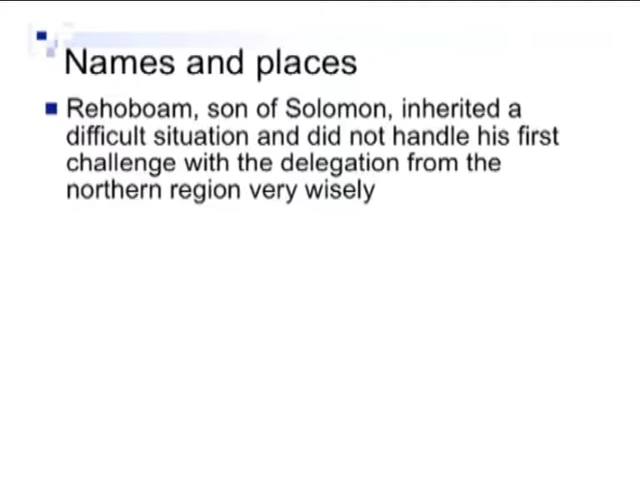 Names and places
Rehoboam, son of Solomon, inherited a
difficult situation and did not handle his first
challenge with the delegation from the
northern region very wisely